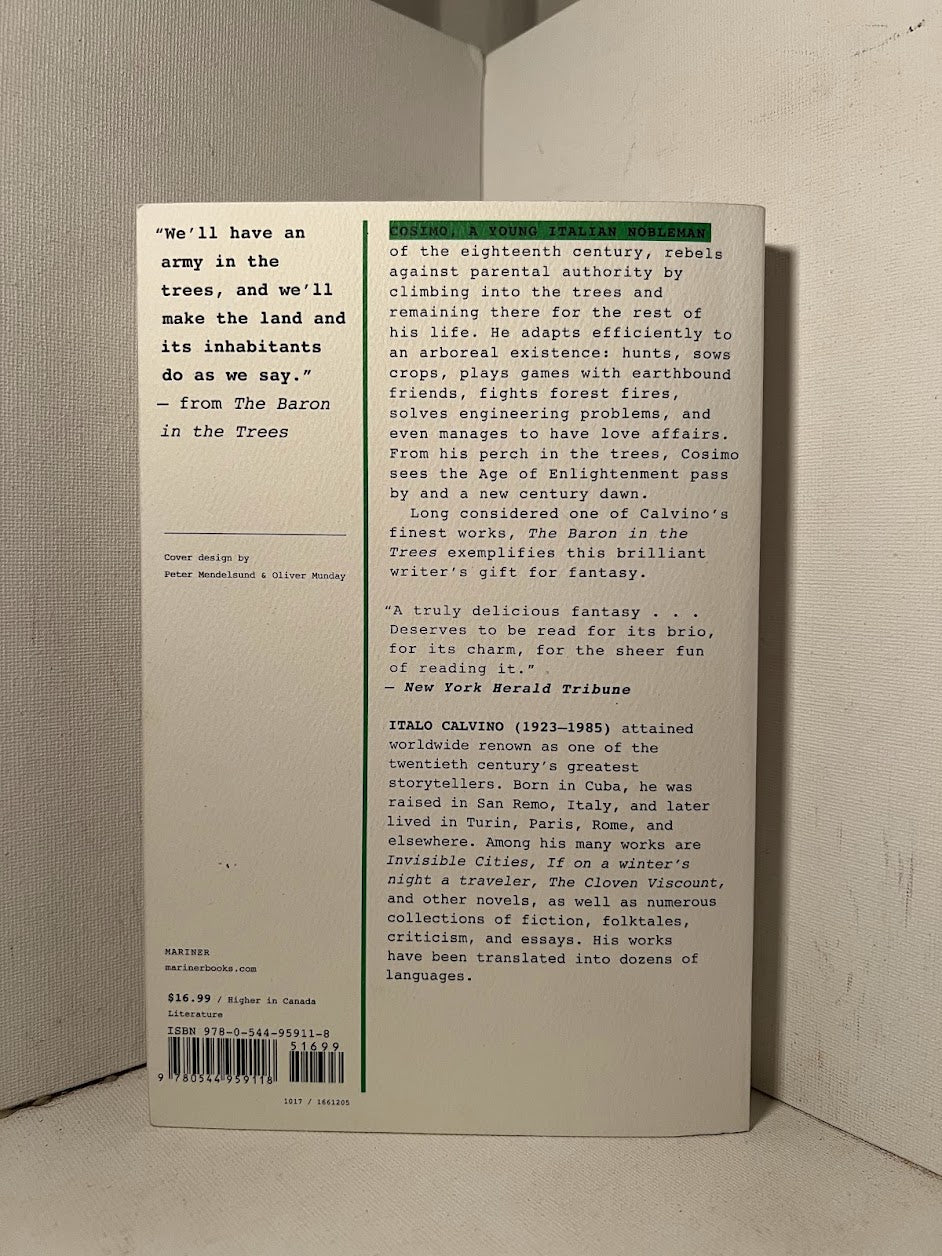 “We’ll have an
army in the
trees, and we’ll
make the land and
its inhabitants
do as we say.”
— from The Baron
in the Trees
Cover design by
Peter Mendelsund & Oliver Munday
MARINER
marinerbooks.com
$16.99 / Higher in Canada
Literature
ISBN 978-0-544-95911-8
51699
9 780544 959118
1017 / 1661205
COSIMO, A YOUNG ITALIAN NOBLEMAN
of the eighteenth century, rebels
against parental authority by
climbing into the trees and
remaining there for the rest of
his life. He adapts efficiently to
an arboreal existence: hunts, sows
crops, plays games with earthbound
friends, fights forest fires,
solves engineering problems, and
even manages to have love affairs.
From his perch in the trees, Cosimo
sees the Age of Enlightenment pass
by and a new century dawn.
Long considered one of Calvino’s
finest works, The Baron in the
Trees exemplifies this brilliant
writer’s gift for fantasy.
“A truly delicious fantasy . . .
Deserves to be read for its brio,
for its charm, for the sheer fun
of reading it.”
— New York Herald Tribune
ITALO CALVINO (1923–1985) attained
worldwide renown as one of the
twentieth century’s greatest
storytellers. Born in Cuba, he was
raised in San Remo, Italy, and later
lived in Turin, Paris, Rome, and
elsewhere. Among his many works are
Invisible Cities, If on a winter’s
night a traveler, The Cloven Viscount,
and other novels, as well as numerous
collections of fiction, folktales,
criticism, and essays. His works
have been translated into dozens of
languages.